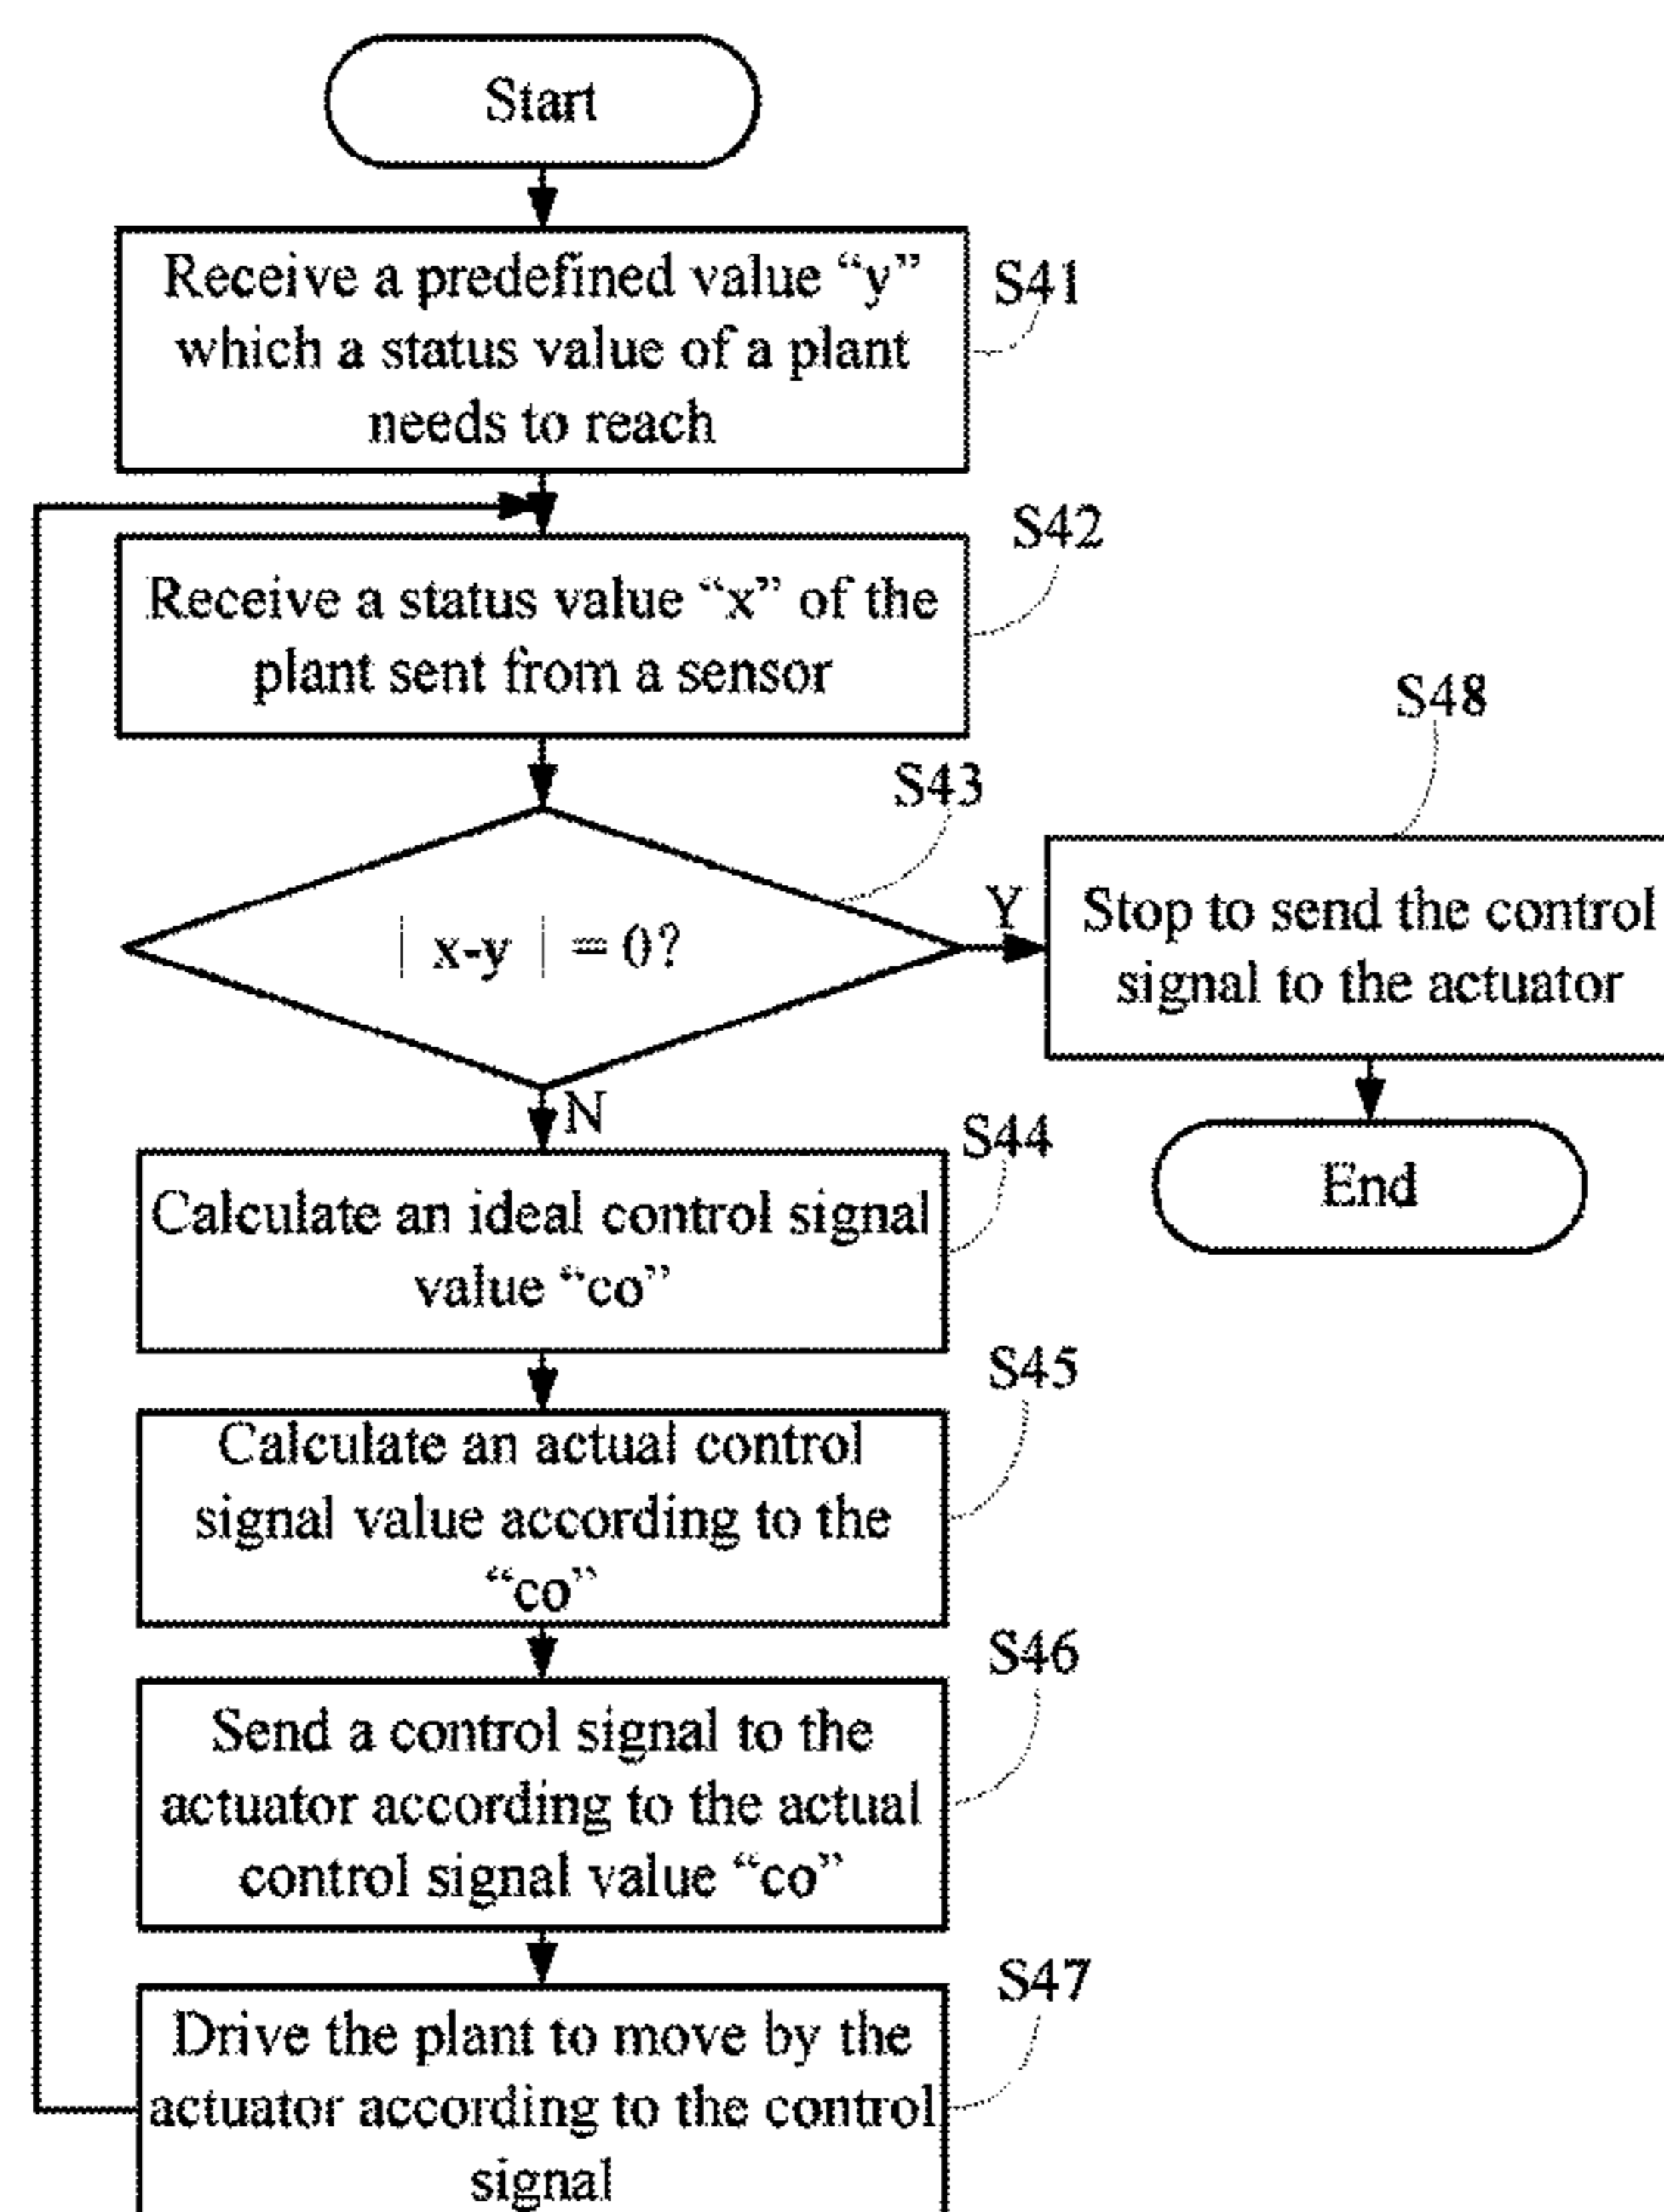 Start
Receive a predefined value “y”
which a status value of a plant
needs to reach
S41
Receive a status value “x” of the
plant sent from a sensor
S42
| x-y | = 0?
S43
Y
Stop to send the control
signal to the actuator
S48
End
N
Calculate an ideal control signal
value “co”
S44
Calculate an actual control
signal value according to the
“co”
S45
Send a control signal to the
actuator according to the actual
control signal value “co”
S46
Drive the plant to move by the
actuator according to the control
signal
S47